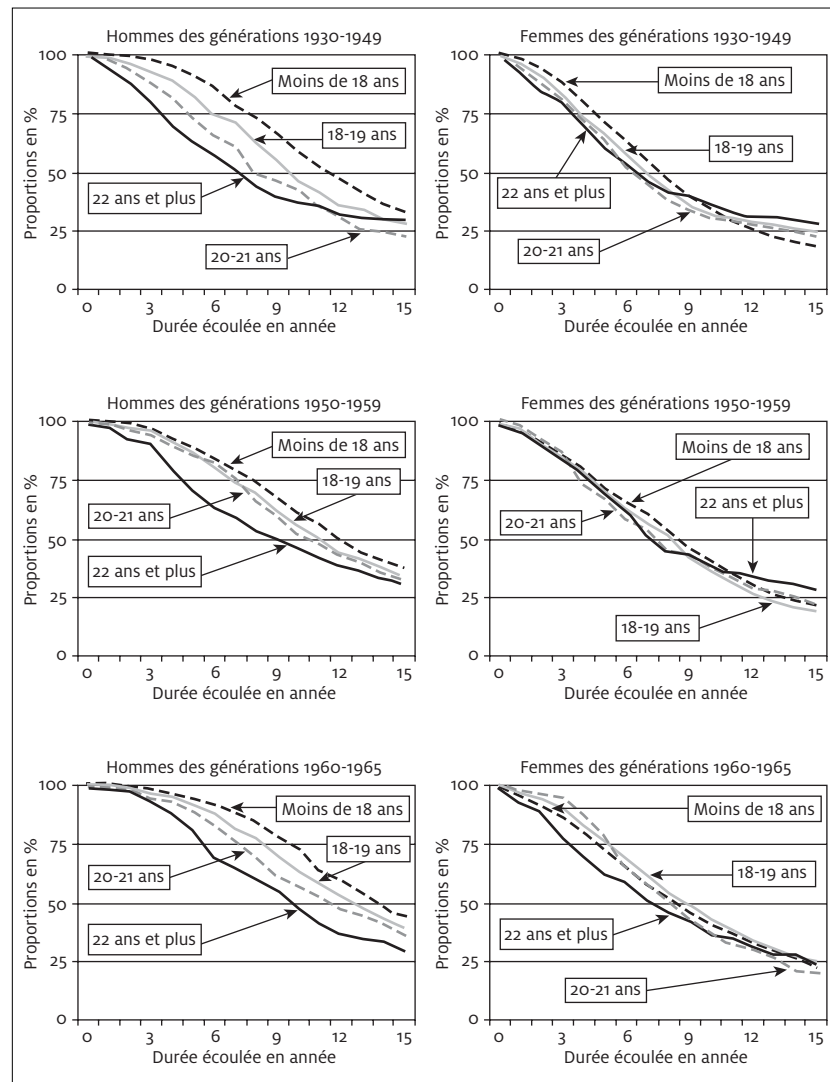 Hommes des générations 1930-1949
Proportions en %
100
75
50
25
0
Moins de 18 ans
18-19 ans
22 ans et plus
20-21 ans
0 3 6 9 12 15
Durée écoulée en année
Femmes des générations 1930-1949
Proportions en %
100
75
50
25
0
Moins de 18 ans
18-19 ans
22 ans et plus
20-21 ans
0 3 6 9 12 15
Durée écoulée en année
Hommes des générations 1950-1959
Proportions en %
100
75
50
25
0
Moins de 18 ans
18-19 ans
20-21 ans
22 ans et plus
0 3 6 9 12 15
Durée écoulée en année
Femmes des générations 1950-1959
Proportions en %
100
75
50
25
0
Moins de 18 ans
22 ans et plus
20-21 ans
18-19 ans
0 3 6 9 12 15
Durée écoulée en année
Hommes des générations 1960-1965
Proportions en %
100
75
50
25
0
Moins de 18 ans
18-19 ans
20-21 ans
22 ans et plus
0 3 6 9 12 15
Durée écoulée en année
Femmes des générations 1960-1965
Proportions en %
100
75
50
25
0
Moins de 18 ans
18-19 ans
22 ans et plus
20-21 ans
0 3 6 9 12 15
Durée écoulée en année